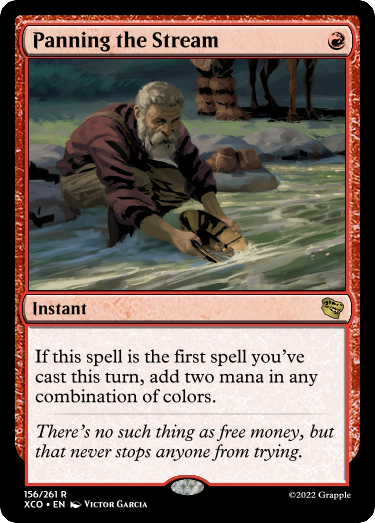 Panning the Stream
Instant
If this spell is the first spell you've
cast this turn, add two mana in any
combination of colors.
There's no such thing as free money, but
that never stops anyone from trying.
156/261 R
XCO • EN Victor Garcia
©2022 Grapple